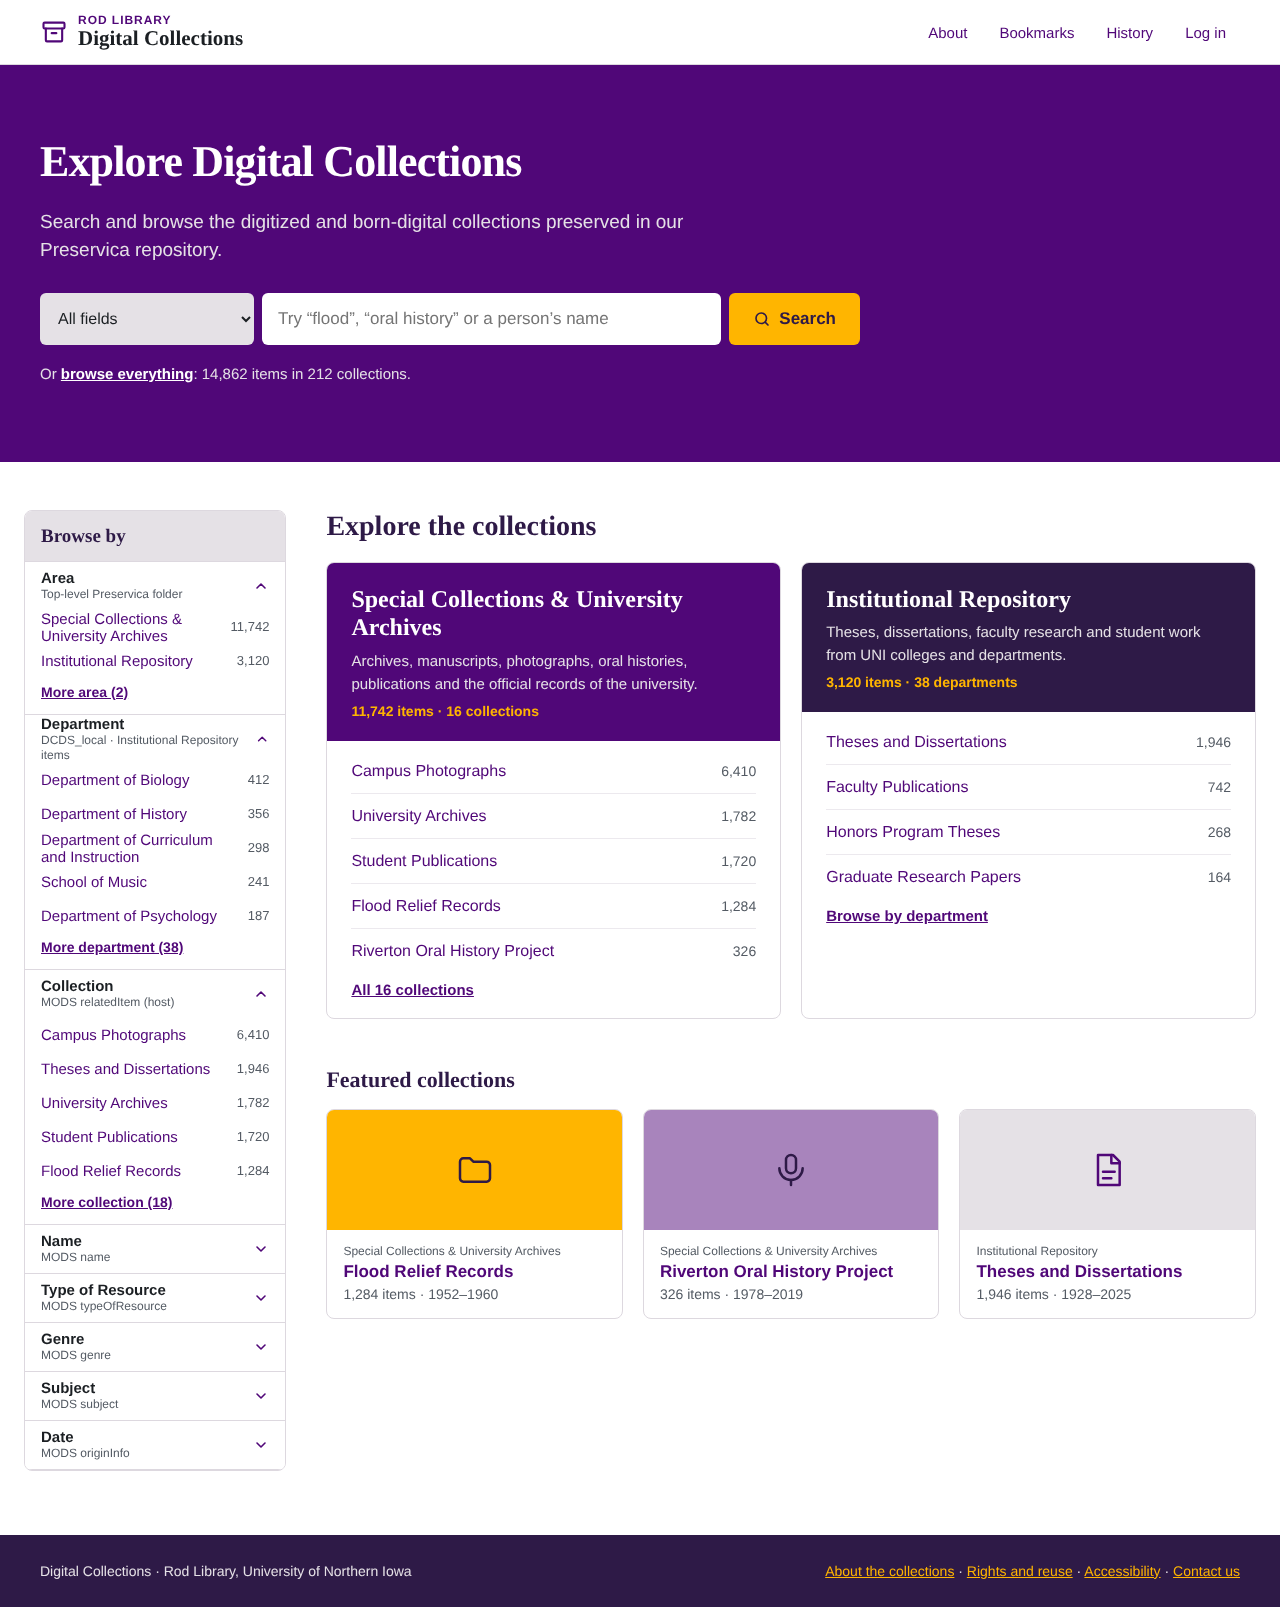 ROD LIBRARY
Digital Collections
About
Bookmarks
History
Log in
Explore Digital Collections
Search and browse the digitized and born-digital collections preserved in our
Preservica repository.
All fields
Try “flood”, “oral history” or a person’s name
Search
Or browse everything: 14,862 items in 212 collections.
Browse by
Area
Top-level Preservica folder
Special Collections &
University Archives
11,742
Institutional Repository
3,120
More area (2)
Department
DCDS_local · Institutional Repository
items
Department of Biology
412
Department of History
356
Department of Curriculum
and Instruction
298
School of Music
241
Department of Psychology
187
More department (38)
Collection
MODS relatedItem (host)
Campus Photographs
6,410
Theses and Dissertations
1,946
University Archives
1,782
Student Publications
1,720
Flood Relief Records
1,284
More collection (18)
Name
MODS name
Type of Resource
MODS typeOfResource
Genre
MODS genre
Subject
MODS subject
Date
MODS originInfo
Explore the collections
Special Collections & University
Archives
Archives, manuscripts, photographs, oral histories,
publications and the official records of the university.
11,742 items · 16 collections
Campus Photographs
6,410
University Archives
1,782
Student Publications
1,720
Flood Relief Records
1,284
Riverton Oral History Project
326
All 16 collections
Institutional Repository
Theses, dissertations, faculty research and student work
from UNI colleges and departments.
3,120 items · 38 departments
Theses and Dissertations
1,946
Faculty Publications
742
Honors Program Theses
268
Graduate Research Papers
164
Browse by department
Featured collections
Special Collections & University Archives
Flood Relief Records
1,284 items · 1952–1960
Special Collections & University Archives
Riverton Oral History Project
326 items · 1978–2019
Institutional Repository
Theses and Dissertations
1,946 items · 1928–2025
Digital Collections · Rod Library, University of Northern Iowa
About the collections · Rights and reuse · Accessibility · Contact us